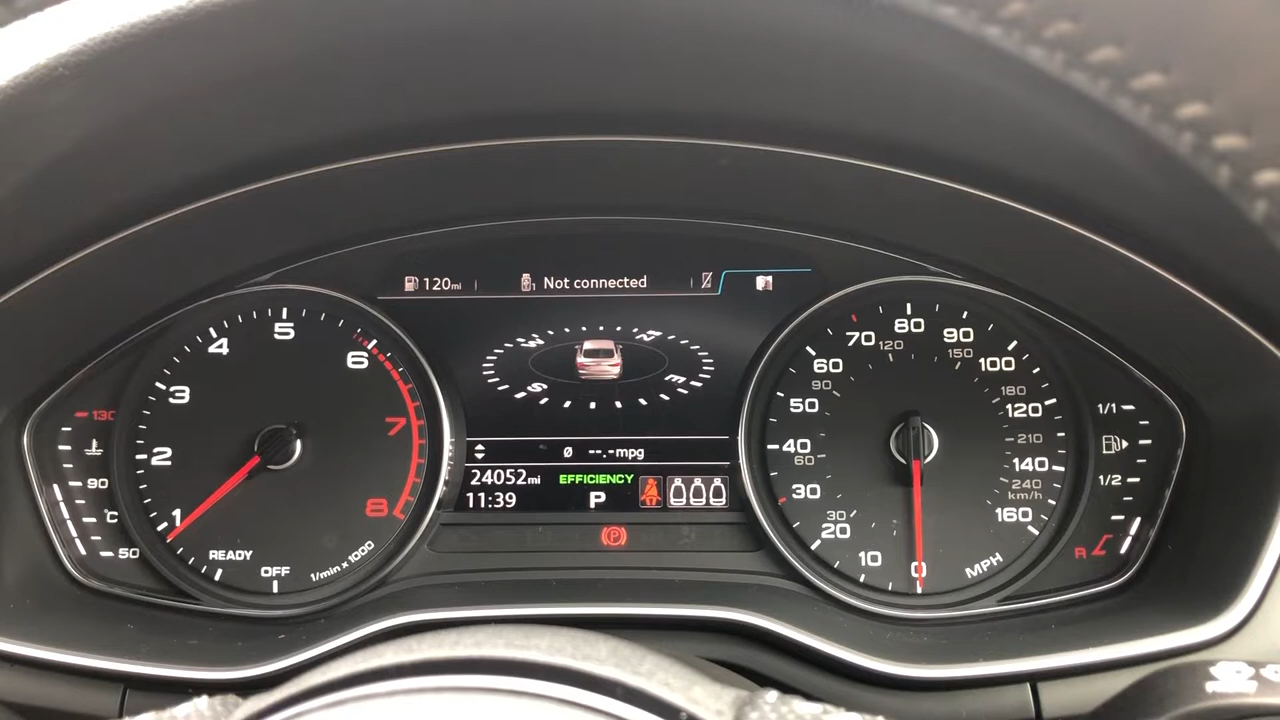 120mi
1 Not connected
W N
S E
Ø --.-mpg
24052mi EFFICIENCY
11:39 P
(P)
130
90
°C
50
1 2 3 4 5 6 7 8
READY
OFF
1/min x 1000
0 10 20 30 40 50 60 70 80 90 100 120 140 160
30 60 90 120 150 180 210 240
km/h
MPH
1/1
1/2
R